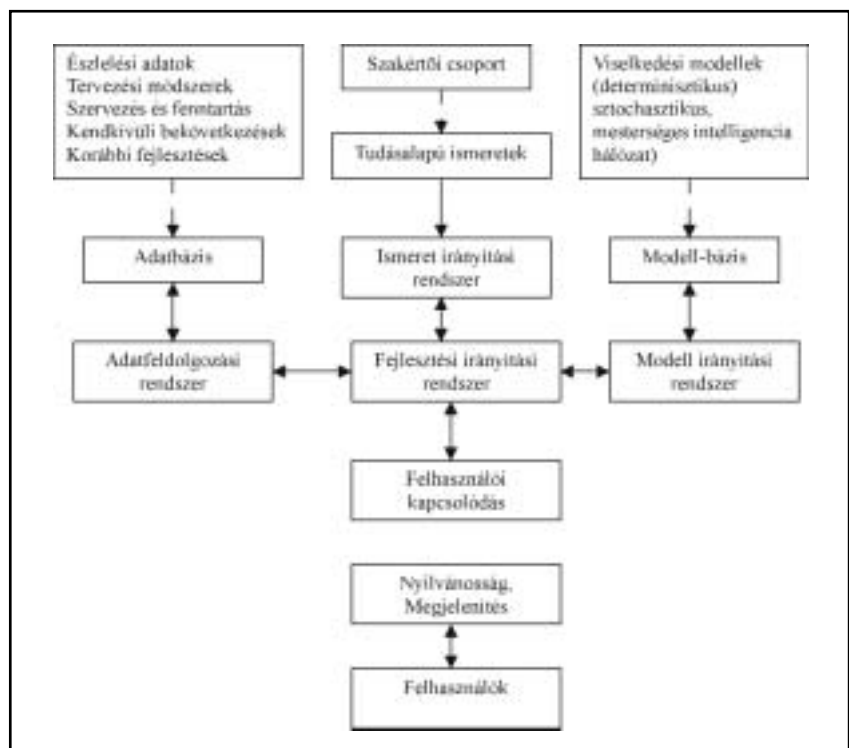 Észlelési adatok
Tervezési módszerek
Szervezés és fenntartás
Kendkívüli bekövetkezések
Korábbi fejlesztések
Szakértői csoport
Viselkedési modellek
(determinisztikus)
sztochasztikus,
mesterséges intelligencia
hálózat)
Tudásalapú ismeretek
Adatbázis
Ismeret irányítási
rendszer
Modell-bázis
Adatfeldolgozási
rendszer
Fejlesztési irányítási
rendszer
Modell irányítási
rendszer
Felhasználói
kapcsolódás
Nyilvánosság,
Megjelenítés
Felhasználók